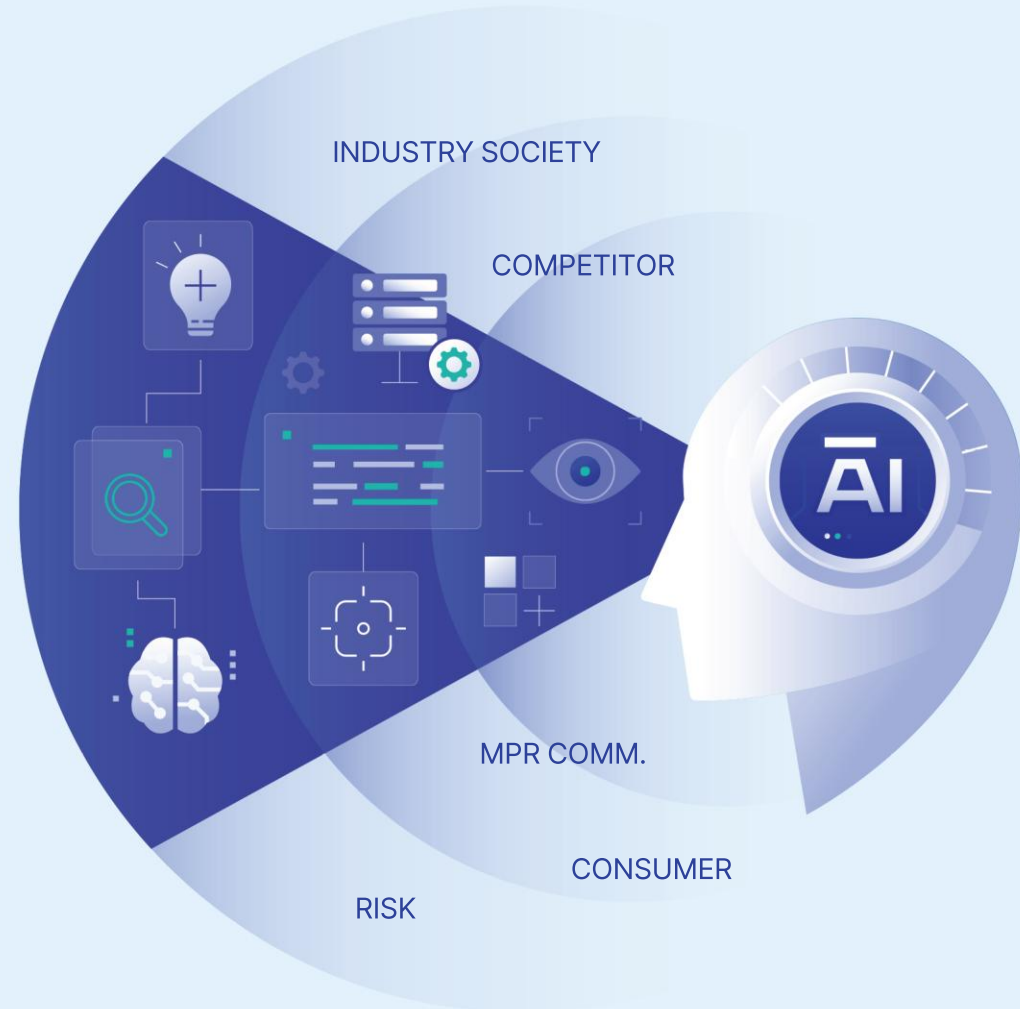 INDUSTRY SOCIETY
COMPETITOR
AI
MPR COMM.
CONSUMER
RISK